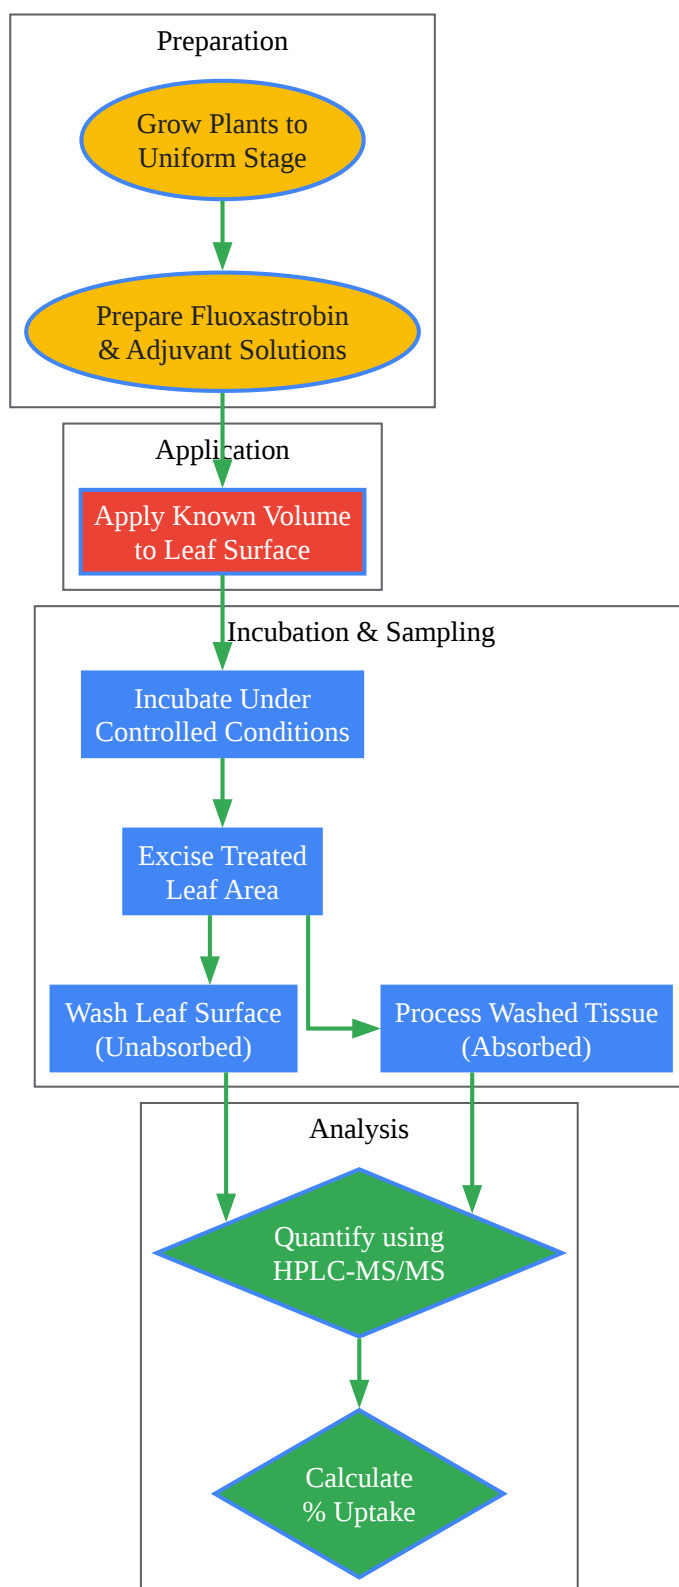 Preparation
Grow Plants to
Uniform Stage
Prepare Fluoxastrobin
& Adjuvant Solutions
Application
Apply Known Volume
to Leaf Surface
Incubation & Sampling
Incubate Under
Controlled Conditions
Excise Treated
Leaf Area
Wash Leaf Surface
(Unabsorbed)
Process Washed Tissue
(Absorbed)
Analysis
Quantify using
HPLC-MS/MS
Calculate
% Uptake